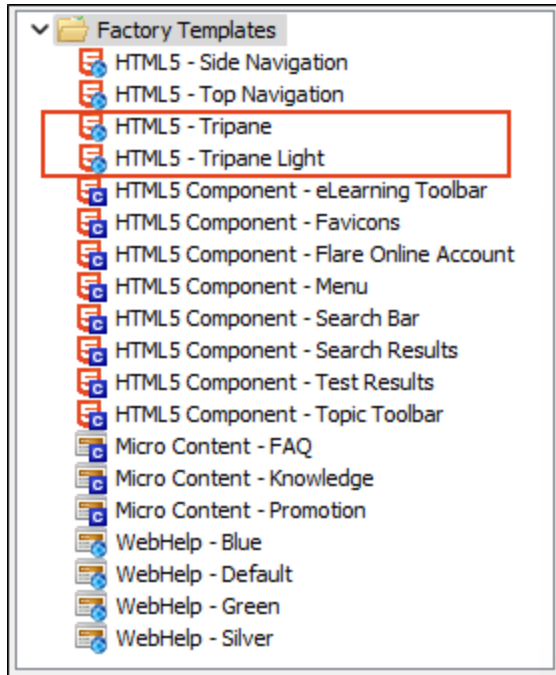 Factory Templates
HTML5 - Side Navigation
HTML5 - Top Navigation
HTML5 - Tripane
HTML5 - Tripane Light
HTML5 Component - eLearning Toolbar
HTML5 Component - Favicons
HTML5 Component - Flare Online Account
HTML5 Component - Menu
HTML5 Component - Search Bar
HTML5 Component - Search Results
HTML5 Component - Test Results
HTML5 Component - Topic Toolbar
Micro Content - FAQ
Micro Content - Knowledge
Micro Content - Promotion
WebHelp - Blue
WebHelp - Default
WebHelp - Green
WebHelp - Silver